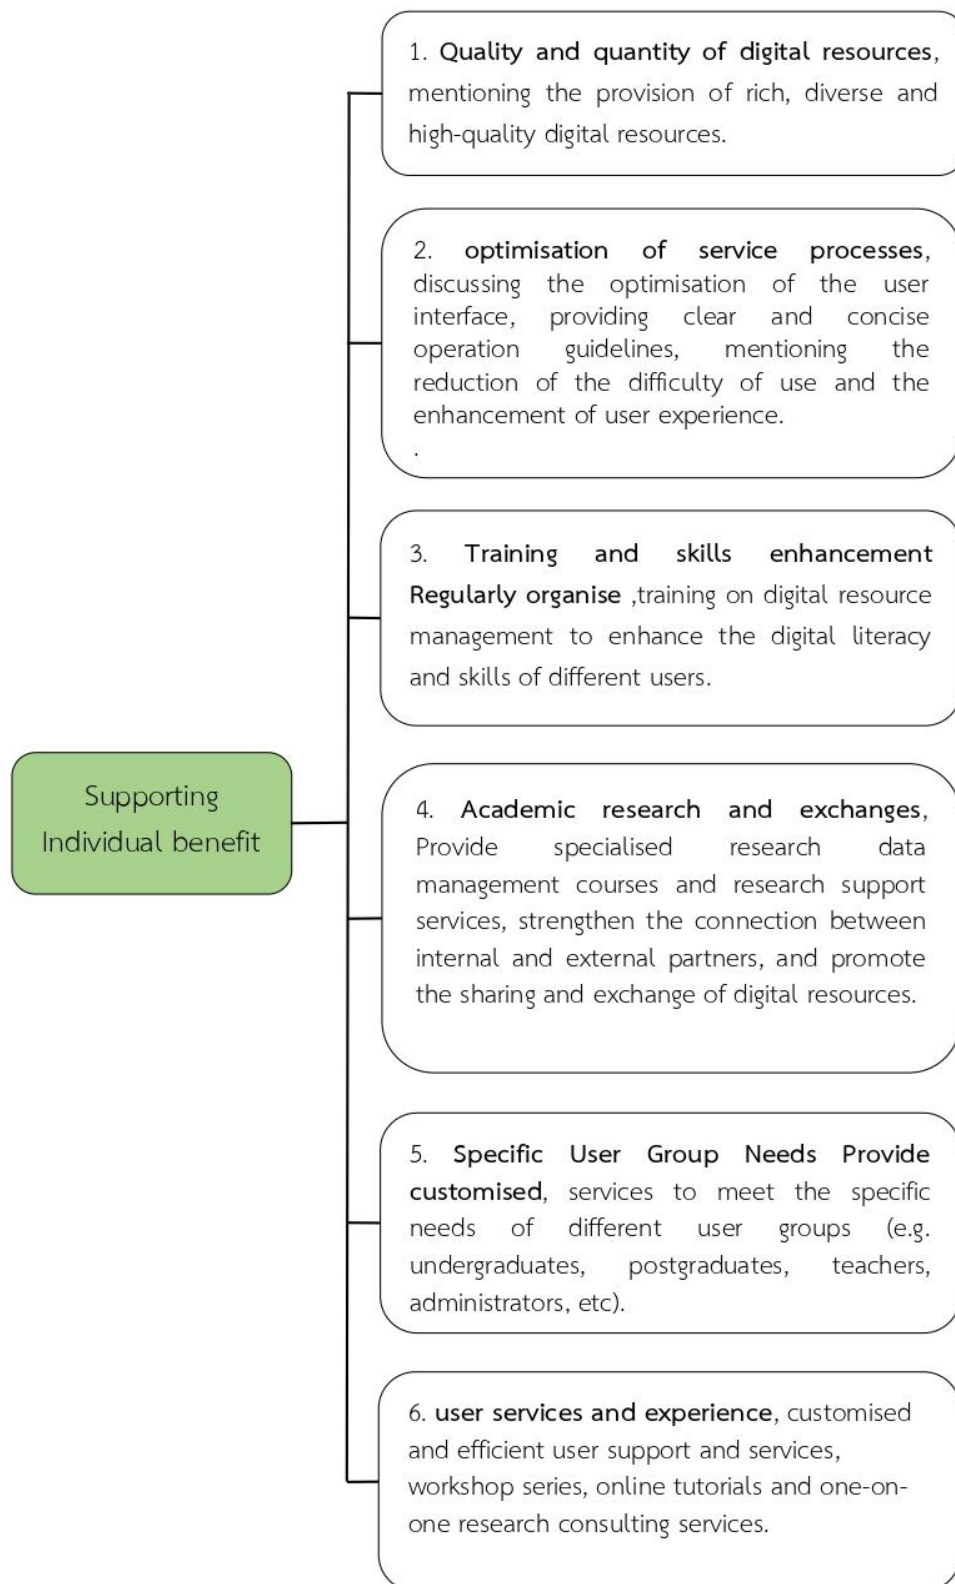 1. Quality and quantity of digital resources,
mentioning the provision of rich, diverse and
high-quality digital resources.
2. optimisation of service processes,
discussing the optimisation of the user
interface, providing clear and concise
operation guidelines, mentioning the
reduction of the difficulty of use and the
enhancement of user experience.
.
3. Training and skills enhancement
Regularly organise ,training on digital resource
management to enhance the digital literacy
and skills of different users.
Supporting
Individual benefit
4. Academic research and exchanges,
Provide specialised research data
management courses and research support
services, strengthen the connection between
internal and external partners, and promote
the sharing and exchange of digital resources.
5. Specific User Group Needs Provide
customised, services to meet the specific
needs of different user groups (e.g.
undergraduates, postgraduates, teachers,
administrators, etc).
6. user services and experience, customised
and efficient user support and services,
workshop series, online tutorials and one-on-
one research consulting services.